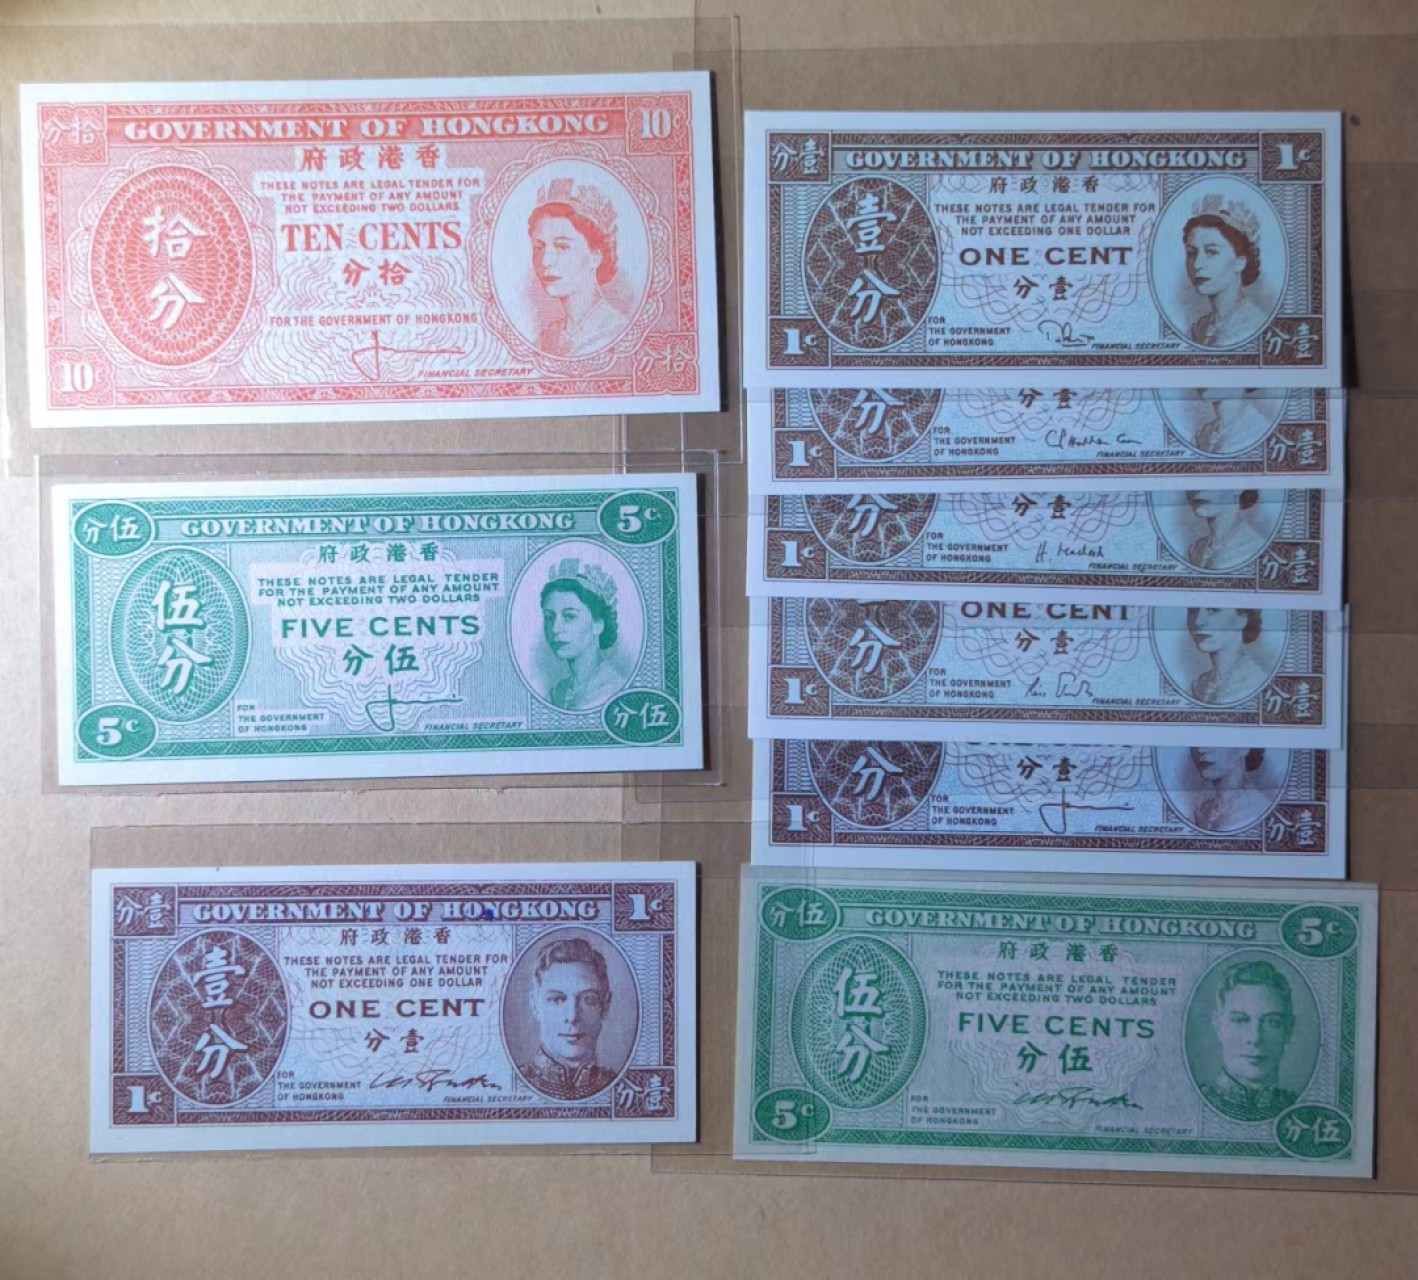 分拾 GOVERNMENT OF HONGKONG 10¢
府政港香
THESE NOTES ARE LEGAL TENDER FOR
THE PAYMENT OF ANY AMOUNT
NOT EXCEEDING TWO DOLLARS
拾分
TEN CENTS
分拾
FOR THE GOVERNMENT OF HONGKONG
FINANCIAL SECRETARY
10¢ 分拾
分伍 GOVERNMENT OF HONGKONG 5¢
府政港香
THESE NOTES ARE LEGAL TENDER
FOR THE PAYMENT OF ANY AMOUNT
NOT EXCEEDING TWO DOLLARS
伍分
FIVE CENTS
分伍
FOR
THE GOVERNMENT
OF HONGKONG
FINANCIAL SECRETARY
5¢ 分伍
分壹 GOVERNMENT OF HONGKONG 1¢
府政港香
THESE NOTES ARE LEGAL TENDER FOR
THE PAYMENT OF ANY AMOUNT
NOT EXCEEDING ONE DOLLAR
壹分
ONE CENT
分壹
FOR
THE GOVERNMENT
OF HONGKONG
FINANCIAL SECRETARY
1¢ 分壹
分壹 GOVERNMENT OF HONGKONG 1¢
府政港香
THESE NOTES ARE LEGAL TENDER FOR
THE PAYMENT OF ANY AMOUNT
NOT EXCEEDING ONE DOLLAR
壹分
ONE CENT
分壹
FOR
THE GOVERNMENT
OF HONGKONG
FINANCIAL SECRETARY
1¢ 分壹
分 分壹
FOR
THE GOVERNMENT
OF HONGKONG
FINANCIAL SECRETARY
1¢ 分壹
分 分壹
FOR
THE GOVERNMENT
OF HONGKONG
FINANCIAL SECRETARY
1¢ 分壹
ONE CENT
分 分壹
FOR
THE GOVERNMENT
OF HONGKONG
FINANCIAL SECRETARY
1¢ 分壹
分 分壹
FOR
THE GOVERNMENT
OF HONGKONG
FINANCIAL SECRETARY
1¢ 分壹
分伍 GOVERNMENT OF HONGKONG 5¢
府政港香
THESE NOTES ARE LEGAL TENDER
FOR THE PAYMENT OF ANY AMOUNT
NOT EXCEEDING TWO DOLLARS
伍分
FIVE CENTS
分伍
FOR
THE GOVERNMENT
OF HONGKONG
FINANCIAL SECRETARY
5¢ 分伍